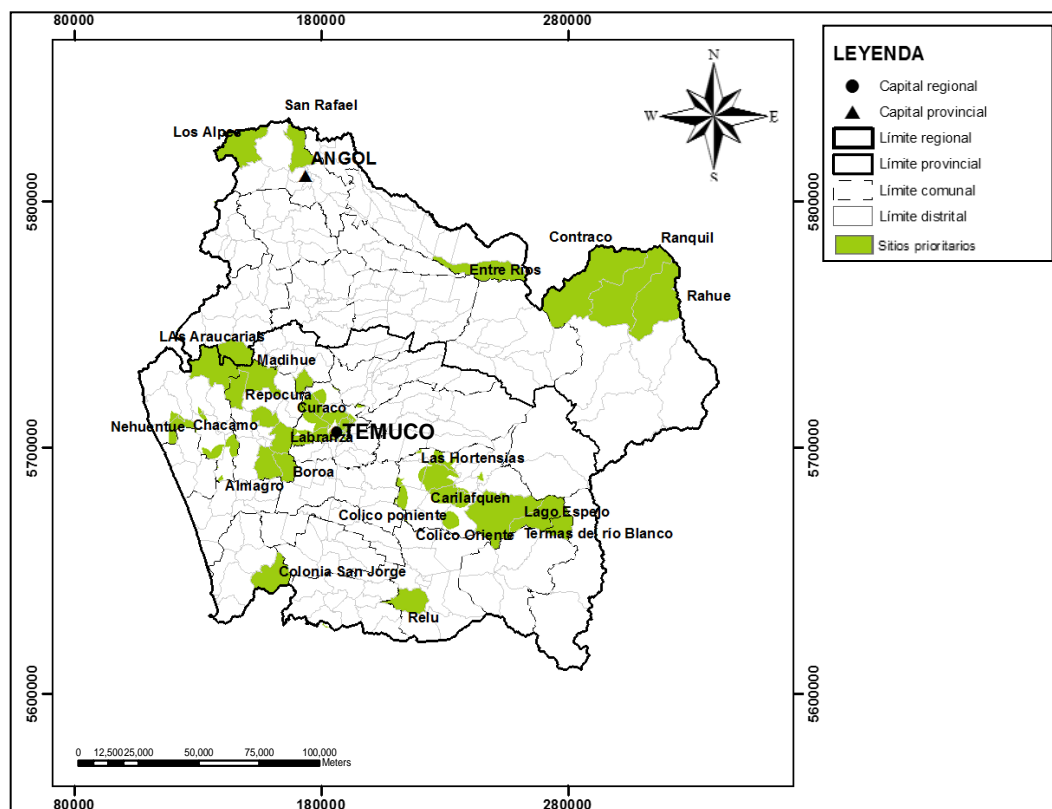 80000 180000 280000
N
W E
S
LEYENDA
Capital regional
Capital provincial
Límite regional
Límite provincial
Límite comunal
Límite distrital
Sitios prioritarios
San Rafael
Los Alpes
ANGOL
5800000 5800000
Contraco Ranquil
Entre Rios
Rahue
LAs Araucarias
Madihue
Repocura
Curaco
Nehuentue Chacamo
Labranza TEMUCO
5700000 5700000
Las Hortensias
Boroa
Almagro
Carilafquen
Colico poniente
Lago Espejo
Colico Oriente Termas del rio Blanco
Colonia San Jorge
Relu
5600000 5600000
0 12,500 25,000 50,000 75,000 100,000
Meters
80000 180000 280000